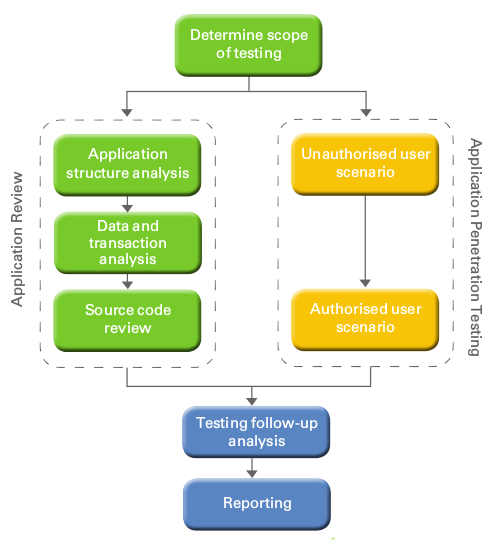 Determine scope
of testing
Application Review
Application
structure analysis
Data and
transaction
analysis
Source code
review
Unauthorised user
scenario
Authorised user
scenario
Application Penetration Testing
Testing follow-up
analysis
Reporting